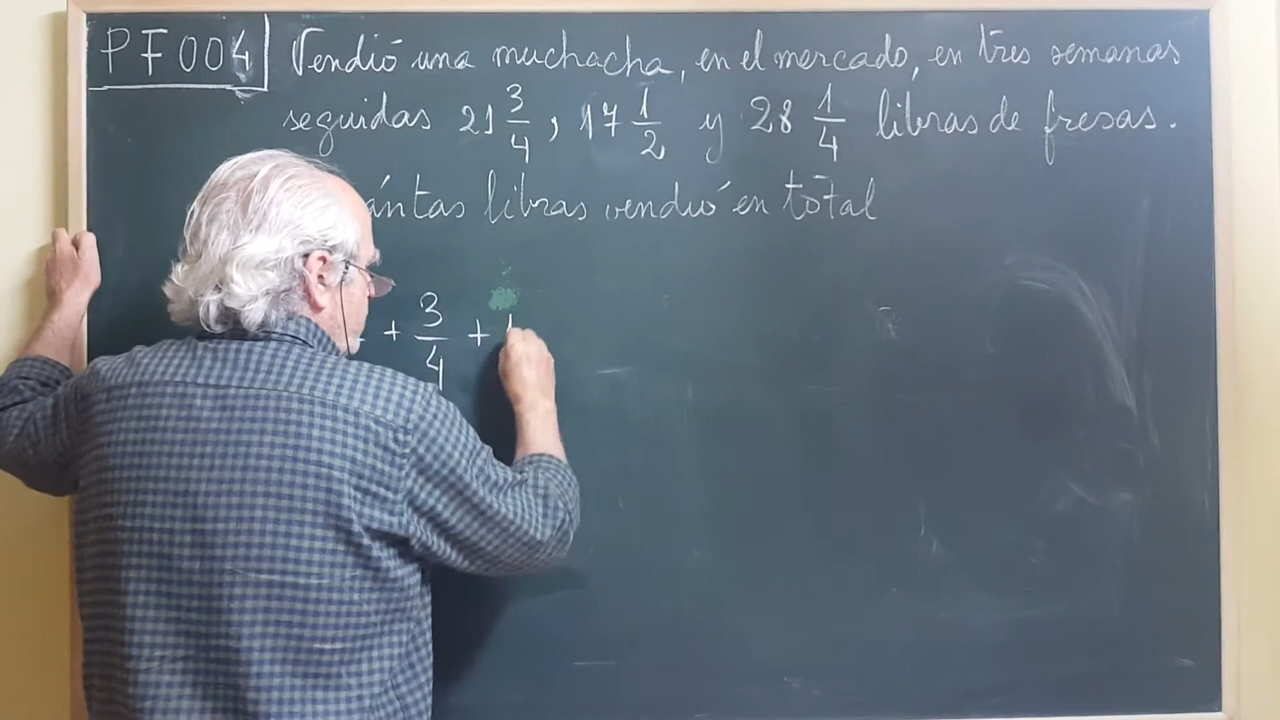 PF004 Vendió una muchacha, en el mercado, en tres semanas
seguidas 21 3/4, 17 1/2 y 28 1/4 libras de fresas.
ántas libras vendió en total
+ 3/4 +